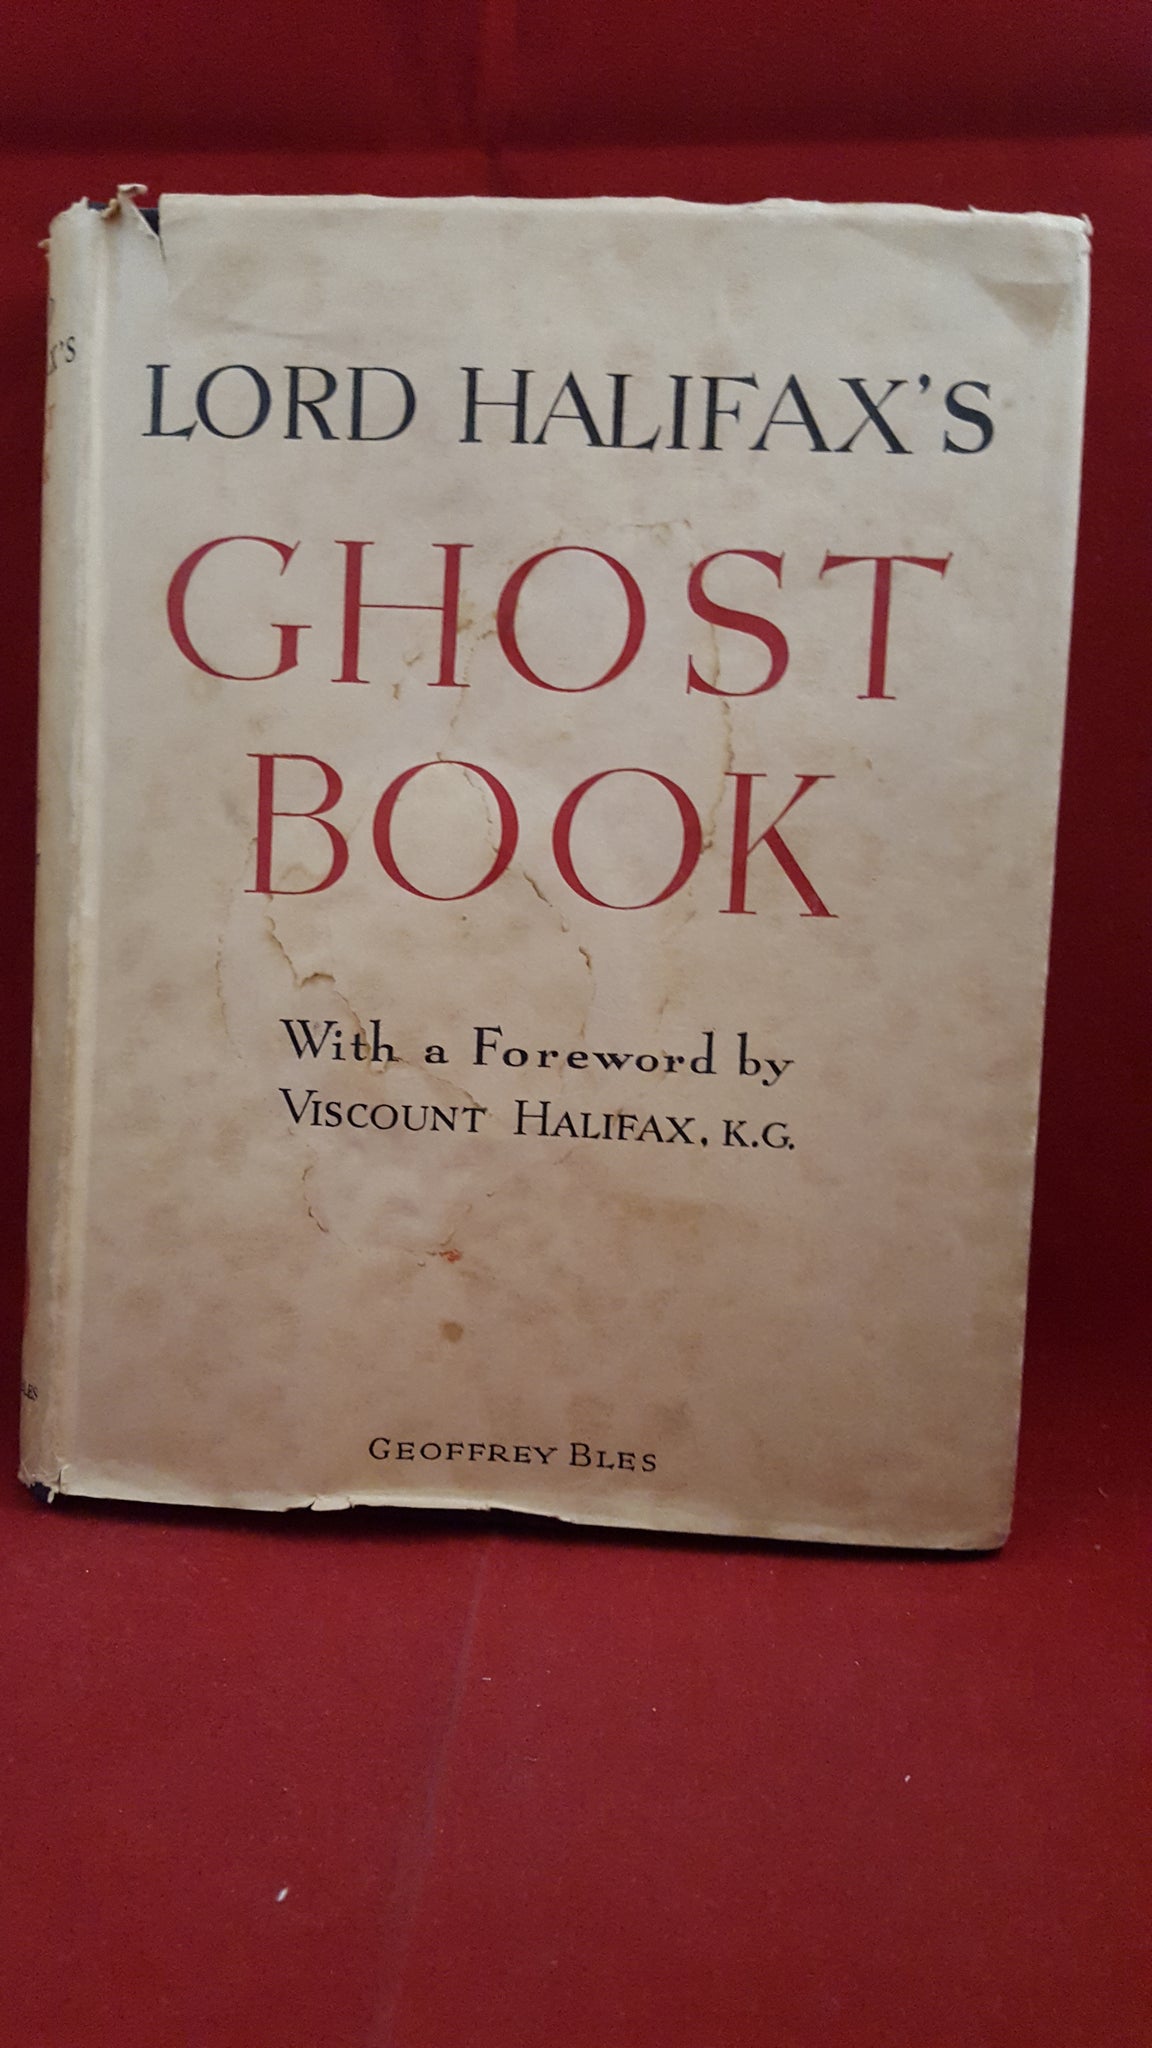 LORD HALIFAX'S
GHOST
BOOK
With a Foreword by
VISCOUNT HALIFAX, K.G.
GEOFFREY BLES